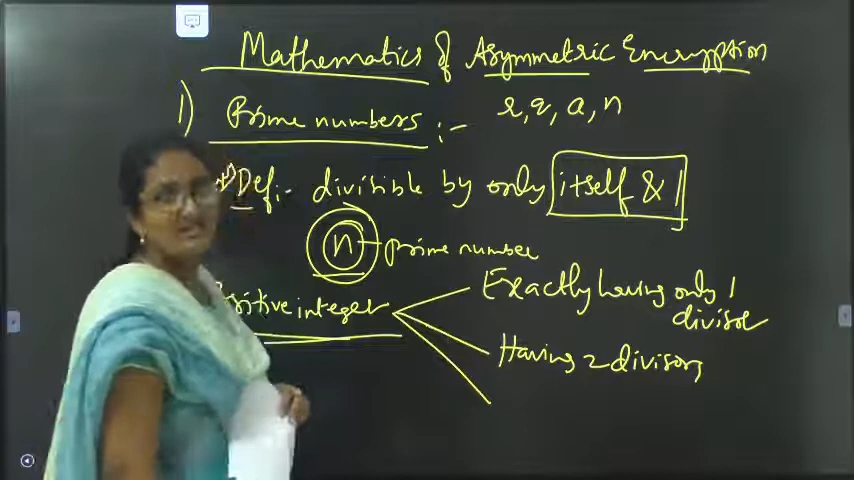 Mathematics of Asymmetric Encryption
1) Prime numbers :- r, q, a, n
Def:- divisible by only itself & 1
n - prime number
sitive integer
Exactly having only 1
divisor
Having 2 divisors